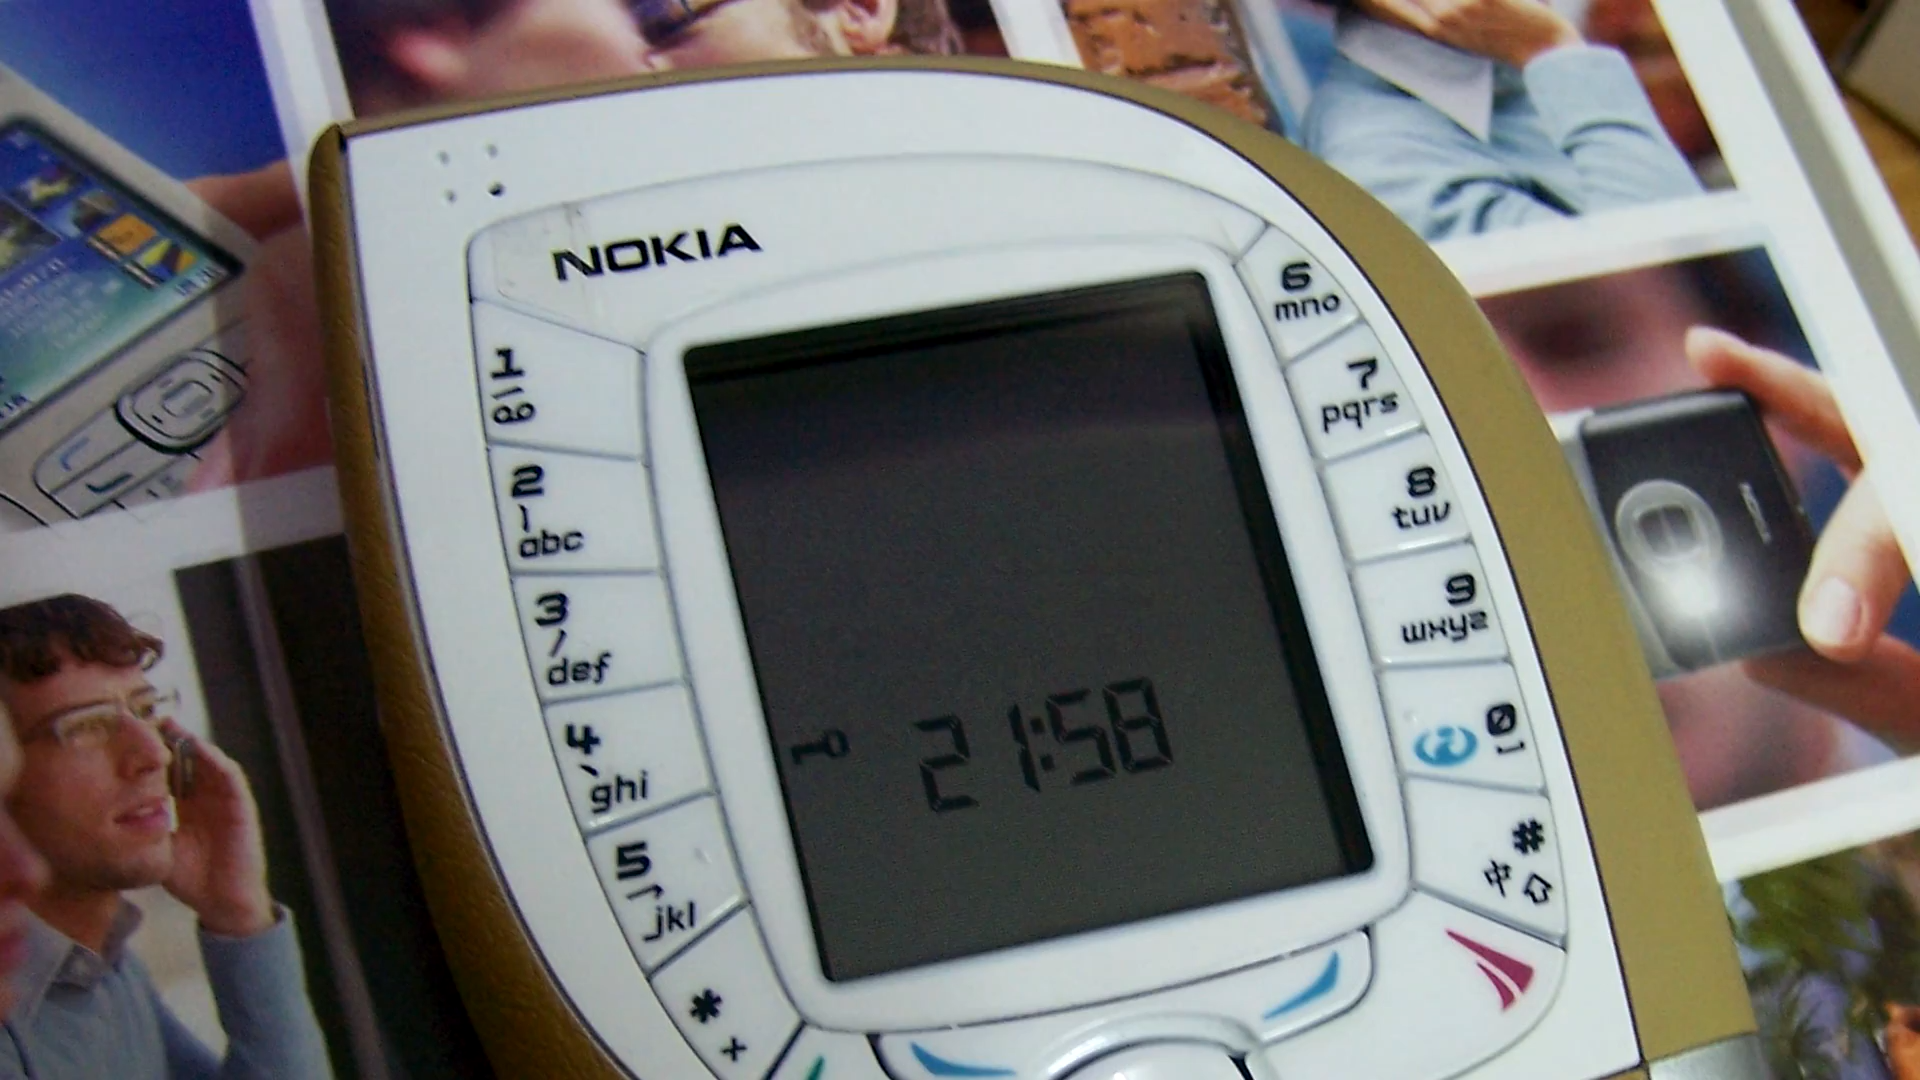 NOKIA
1
2
abc
3
def
4
ghi
5
jkl
*
+
21:58
6
mno
7
pqrs
8
tuv
9
wxyz
0
#
中